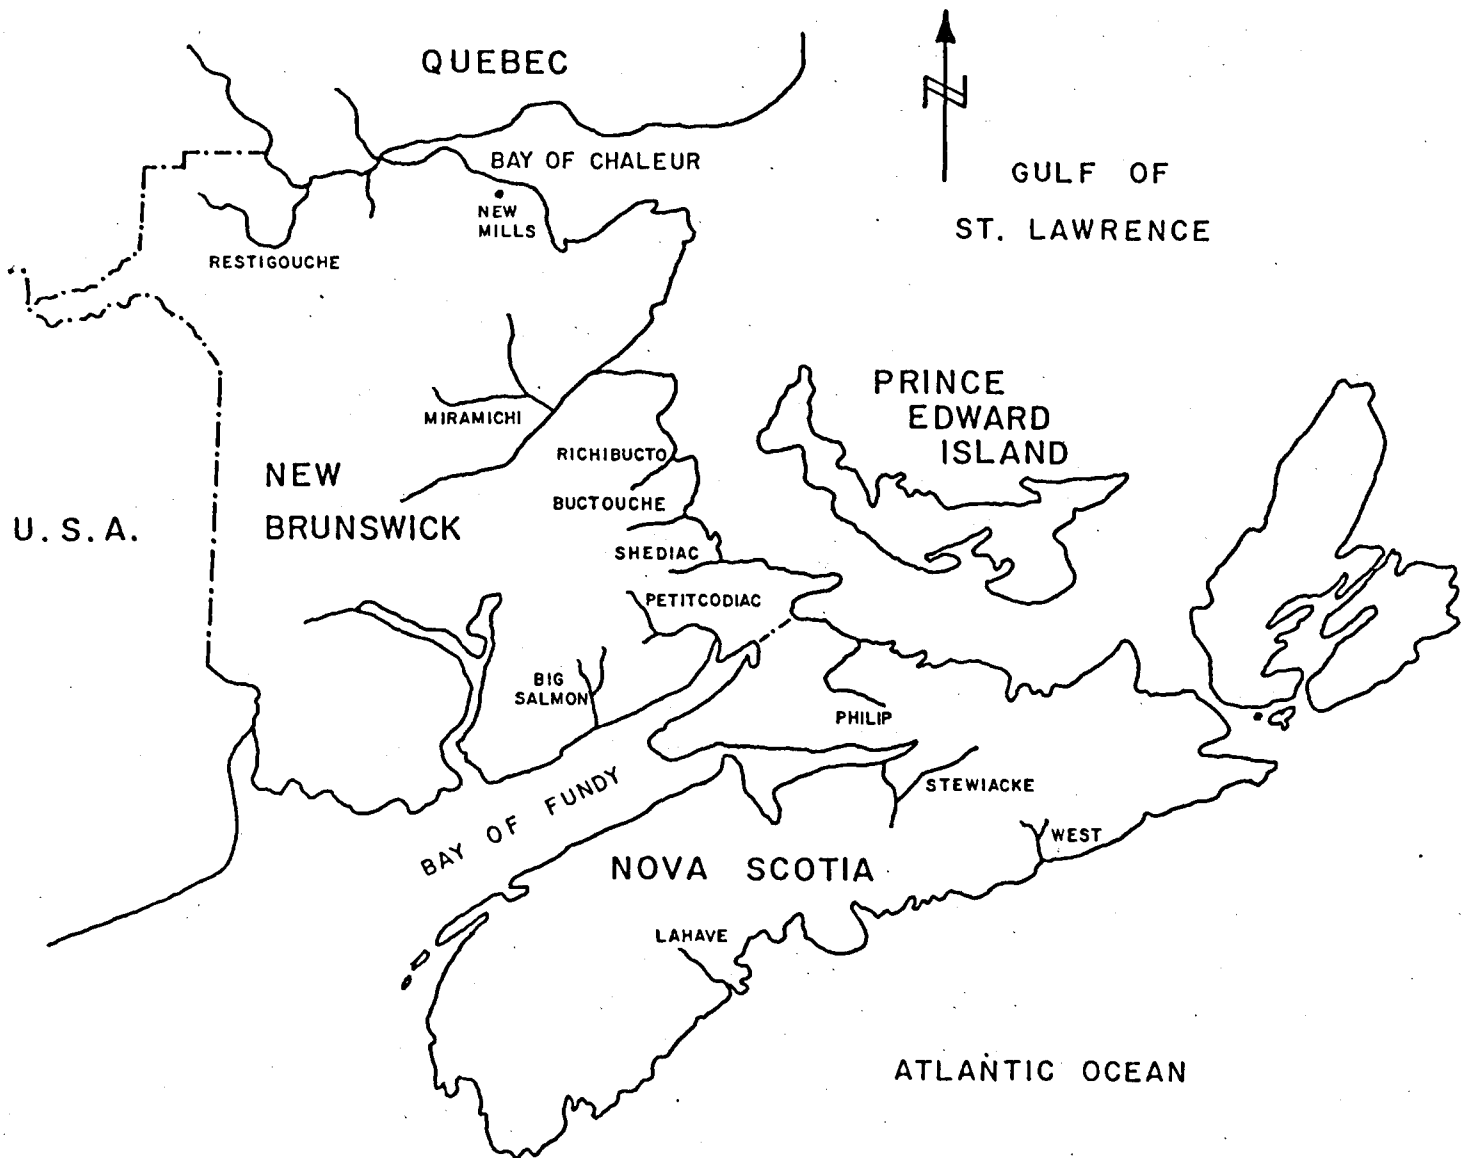 QUEBEC
N
BAY OF CHALEUR
GULF OF
ST. LAWRENCE
NEW
MILLS
RESTIGOUCHE
PRINCE
EDWARD
ISLAND
MIRAMICHI
RICHIBUCTO
NEW
BRUNSWICK
BUCTOUCHE
U.S.A.
SHEDIAC
PETITCODIAC
BIG
SALMON
PHILIP
STEWIACKE
BAY OF FUNDY
WEST
NOVA SCOTIA
LAHAVE
ATLANTIC OCEAN